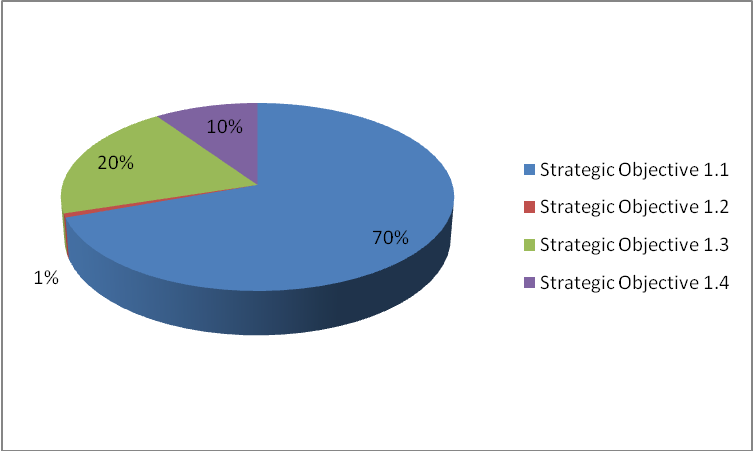 10%
20%
70%
1%
Strategic Objective 1.1
Strategic Objective 1.2
Strategic Objective 1.3
Strategic Objective 1.4